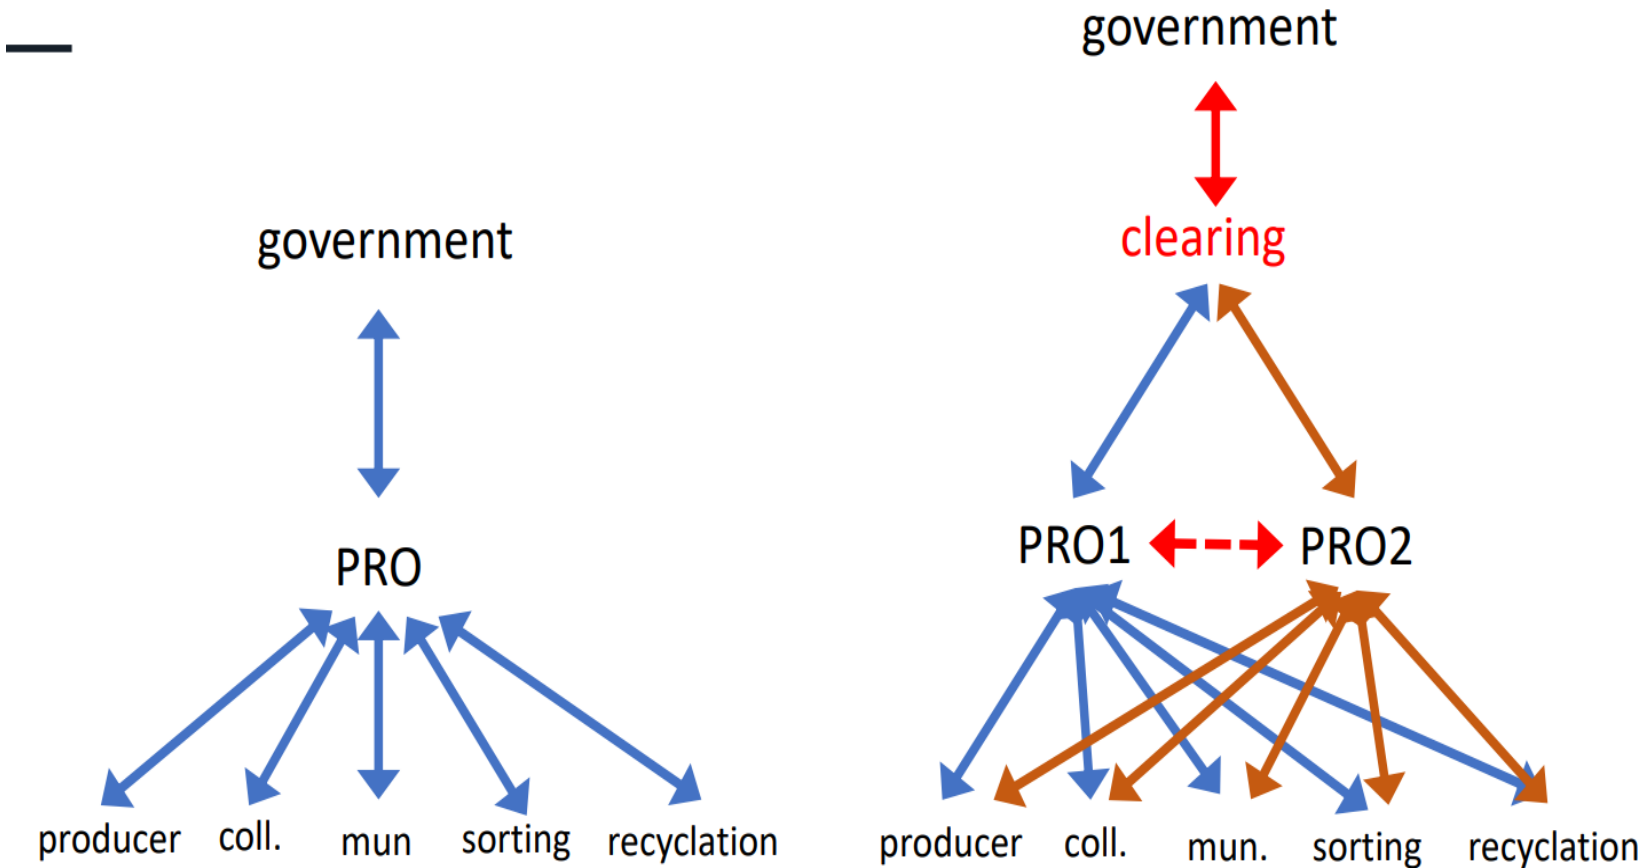 government
PRO
producer coll. mun sorting recyclation
government
clearing
PRO1 PRO2
producer coll. mun. sorting recyclation